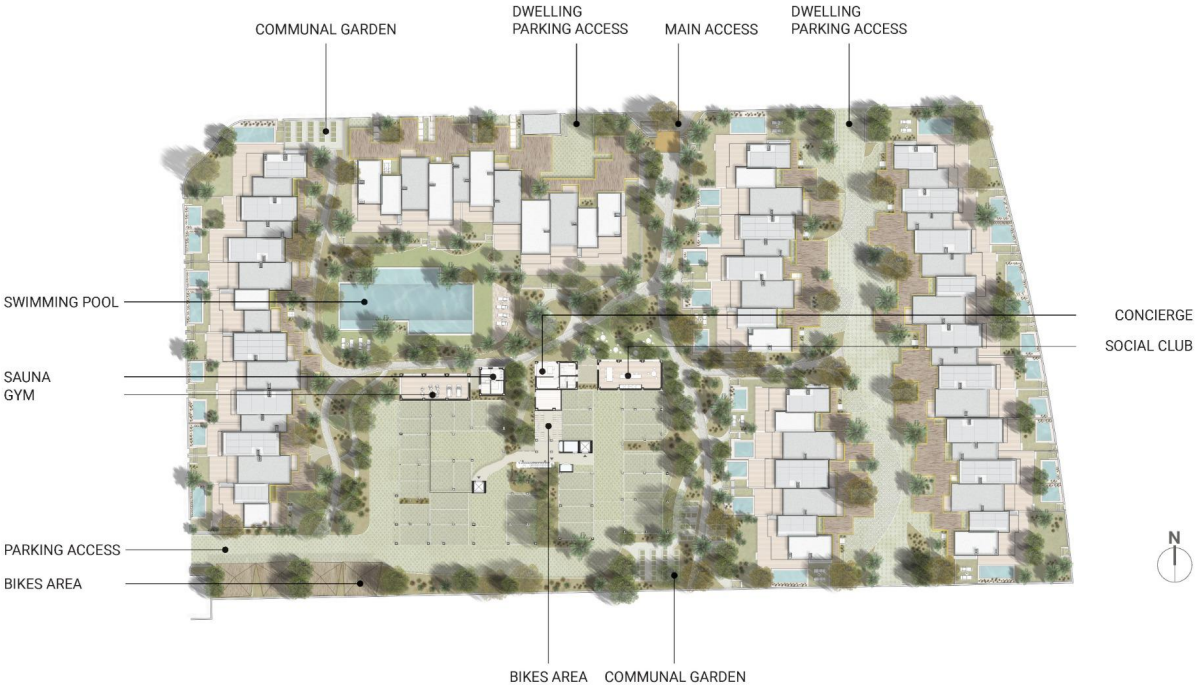 DWELLING
PARKING ACCESS
DWELLING
PARKING ACCESS
COMMUNAL GARDEN
MAIN ACCESS
SWIMMING POOL
CONCIERGE
SOCIAL CLUB
SAUNA
GYM
PARKING ACCESS
BIKES AREA
N
BIKES AREA
COMMUNAL GARDEN